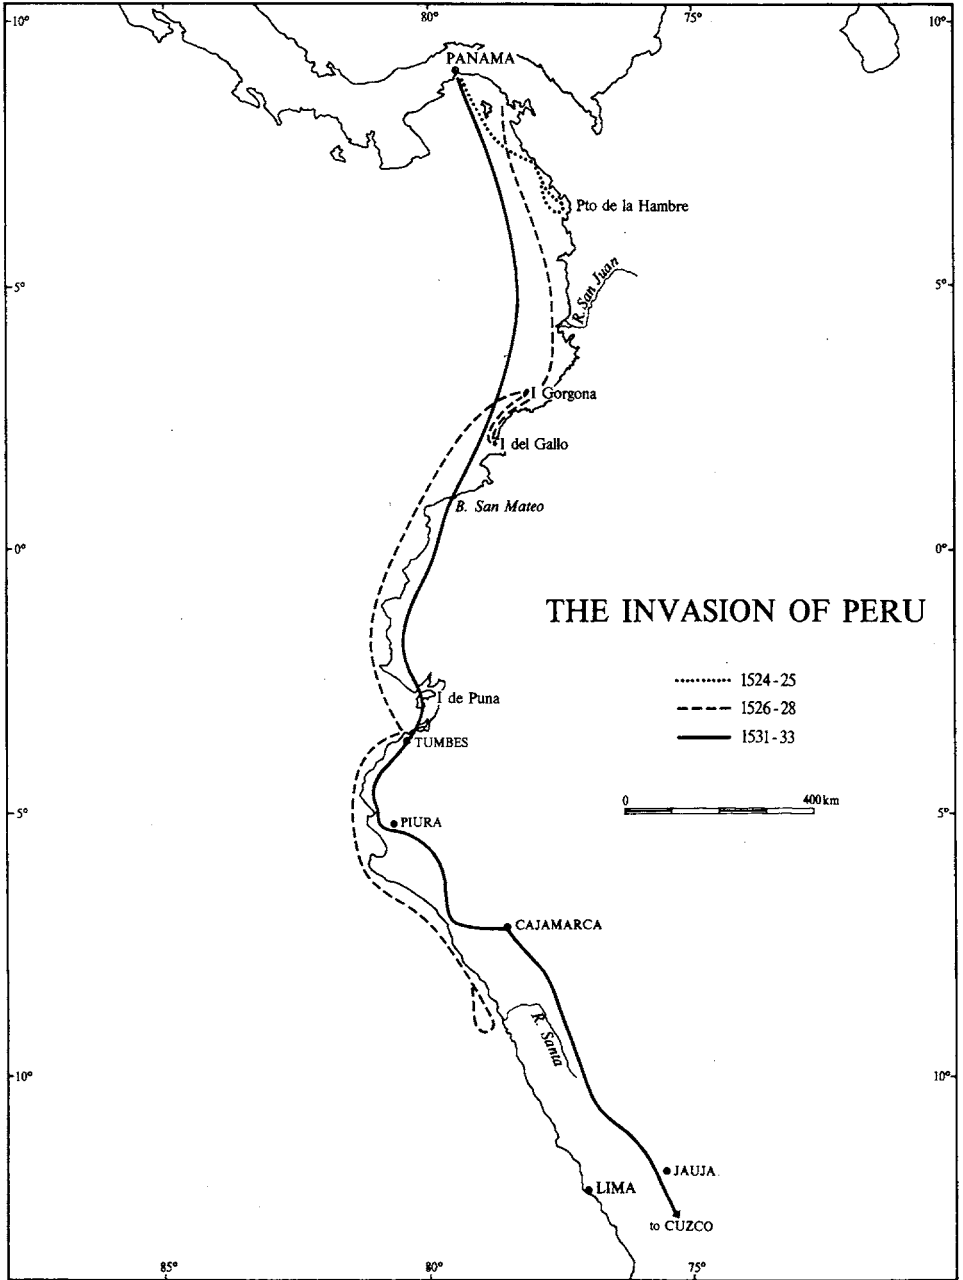 80°
75°
10°
10°
PANAMA
Pto de la Hambre
R. San Juan
5°
5°
I Gorgona
I del Gallo
B. San Mateo
0°
0°
THE INVASION OF PERU
1524-25
1526-28
1531-33
I de Puna
TUMBES
0
400km
5°
5°
PIURA
CAJAMARCA
R. Santa
10°
10°
JAUJA
LIMA
to CUZCO
85°
80°
75°